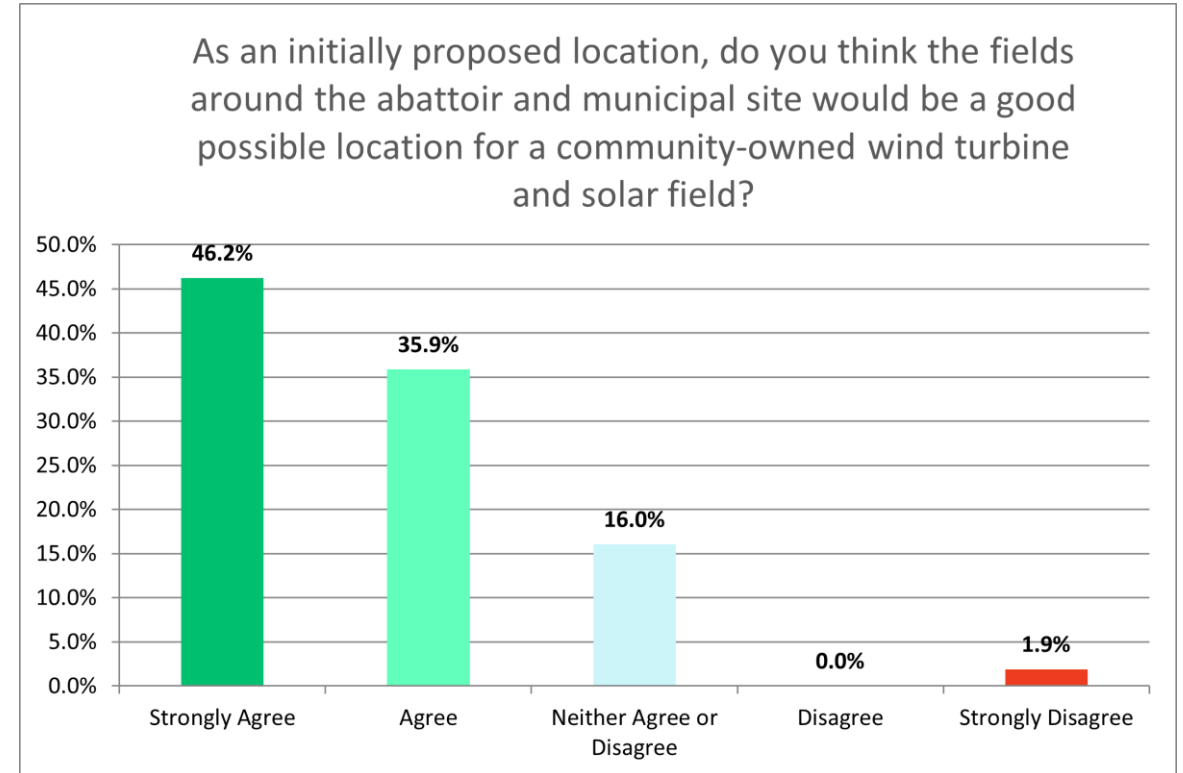 As an initially proposed location, do you think the fields
around the abattoir and municipal site would be a good
possible location for a community-owned wind turbine
and solar field?
50.0%
46.2%
45.0%
40.0%
35.9%
35.0%
30.0%
25.0%
20.0%
16.0%
15.0%
10.0%
5.0%
1.9%
0.0%
0.0%
Strongly Agree
Agree
Neither Agree or
Disagree
Disagree
Strongly Disagree